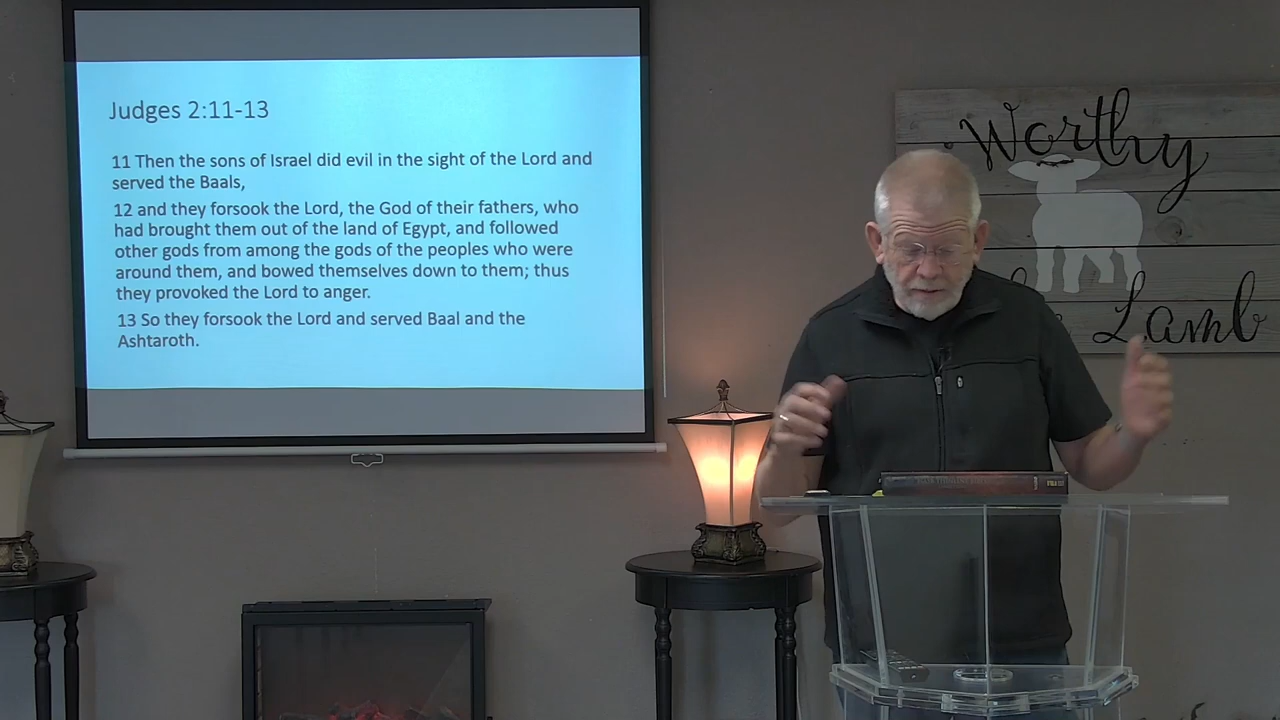 Judges 2:11-13
11 Then the sons of Israel did evil in the sight of the Lord and
served the Baals,
12 and they forsook the Lord, the God of their fathers, who
had brought them out of the land of Egypt, and followed
other gods from among the gods of the peoples who were
around them, and bowed themselves down to them; thus
they provoked the Lord to anger.
13 So they forsook the Lord and served Baal and the
Ashtaroth.
Worthy
Lamb